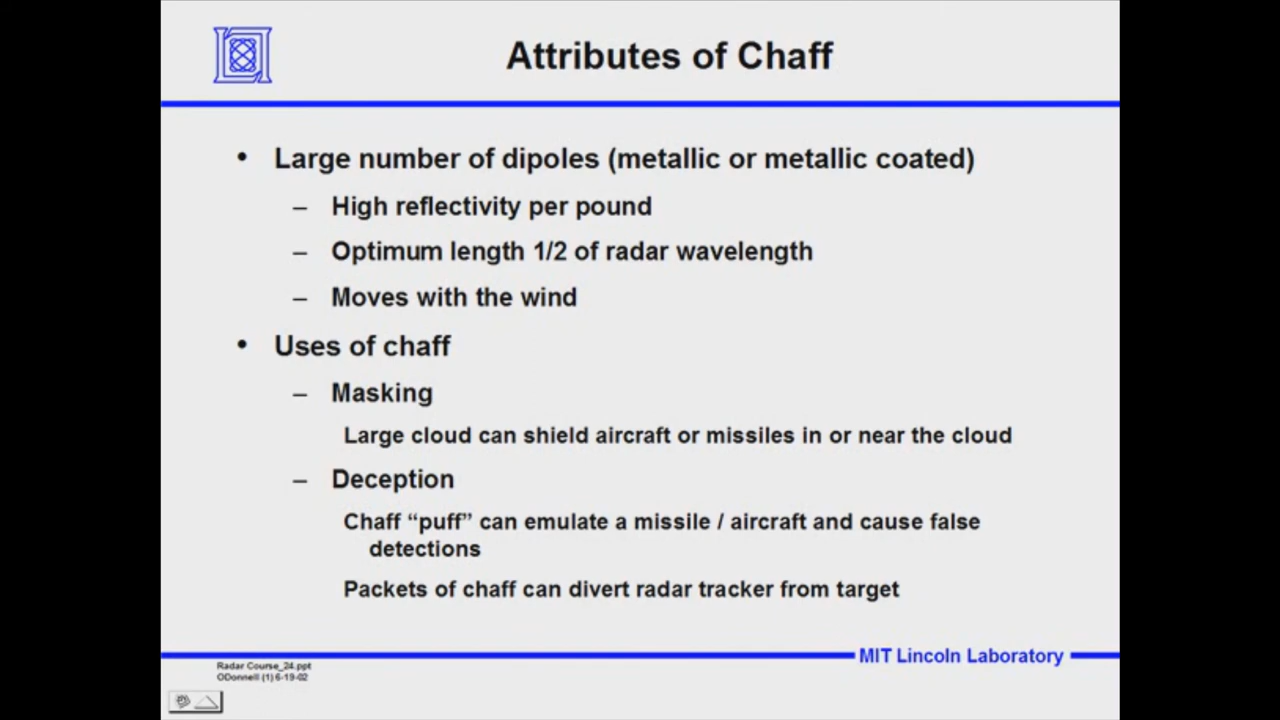 Attributes of Chaff
• Large number of dipoles (metallic or metallic coated)
– High reflectivity per pound
– Optimum length 1/2 of radar wavelength
– Moves with the wind
• Uses of chaff
– Masking
Large cloud can shield aircraft or missiles in or near the cloud
– Deception
Chaff “puff” can emulate a missile / aircraft and cause false
detections
Packets of chaff can divert radar tracker from target
MIT Lincoln Laboratory
Radar Course_24.ppt
ODonnell (1) 6-19-02